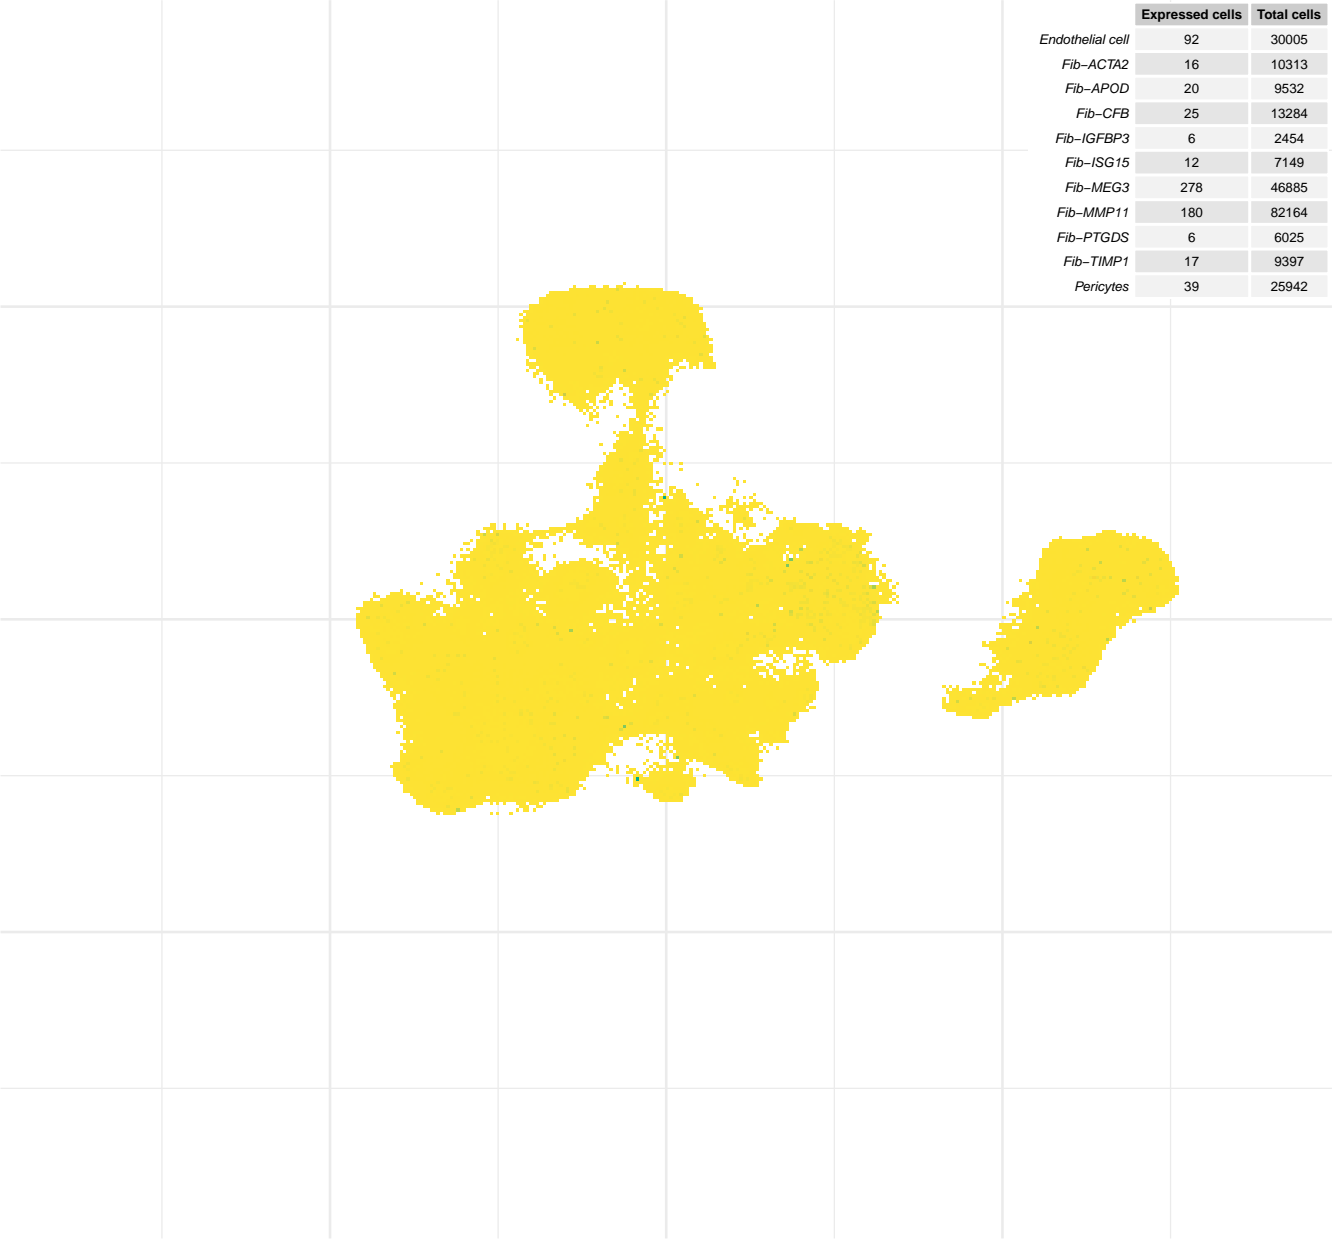 Expressed cells Total cells
Endothelial cell 92 30005
Fib−ACTA2 16 10313
Fib−APOD 20 9532
Fib−CFB 25 13284
Fib−IGFBP3 6 2454
Fib−ISG15 12 7149
Fib−MEG3 278 46885
Fib−MMP11 180 82164
Fib−PTGDS 6 6025
Fib−TIMP1 17 9397
Pericytes 39 25942